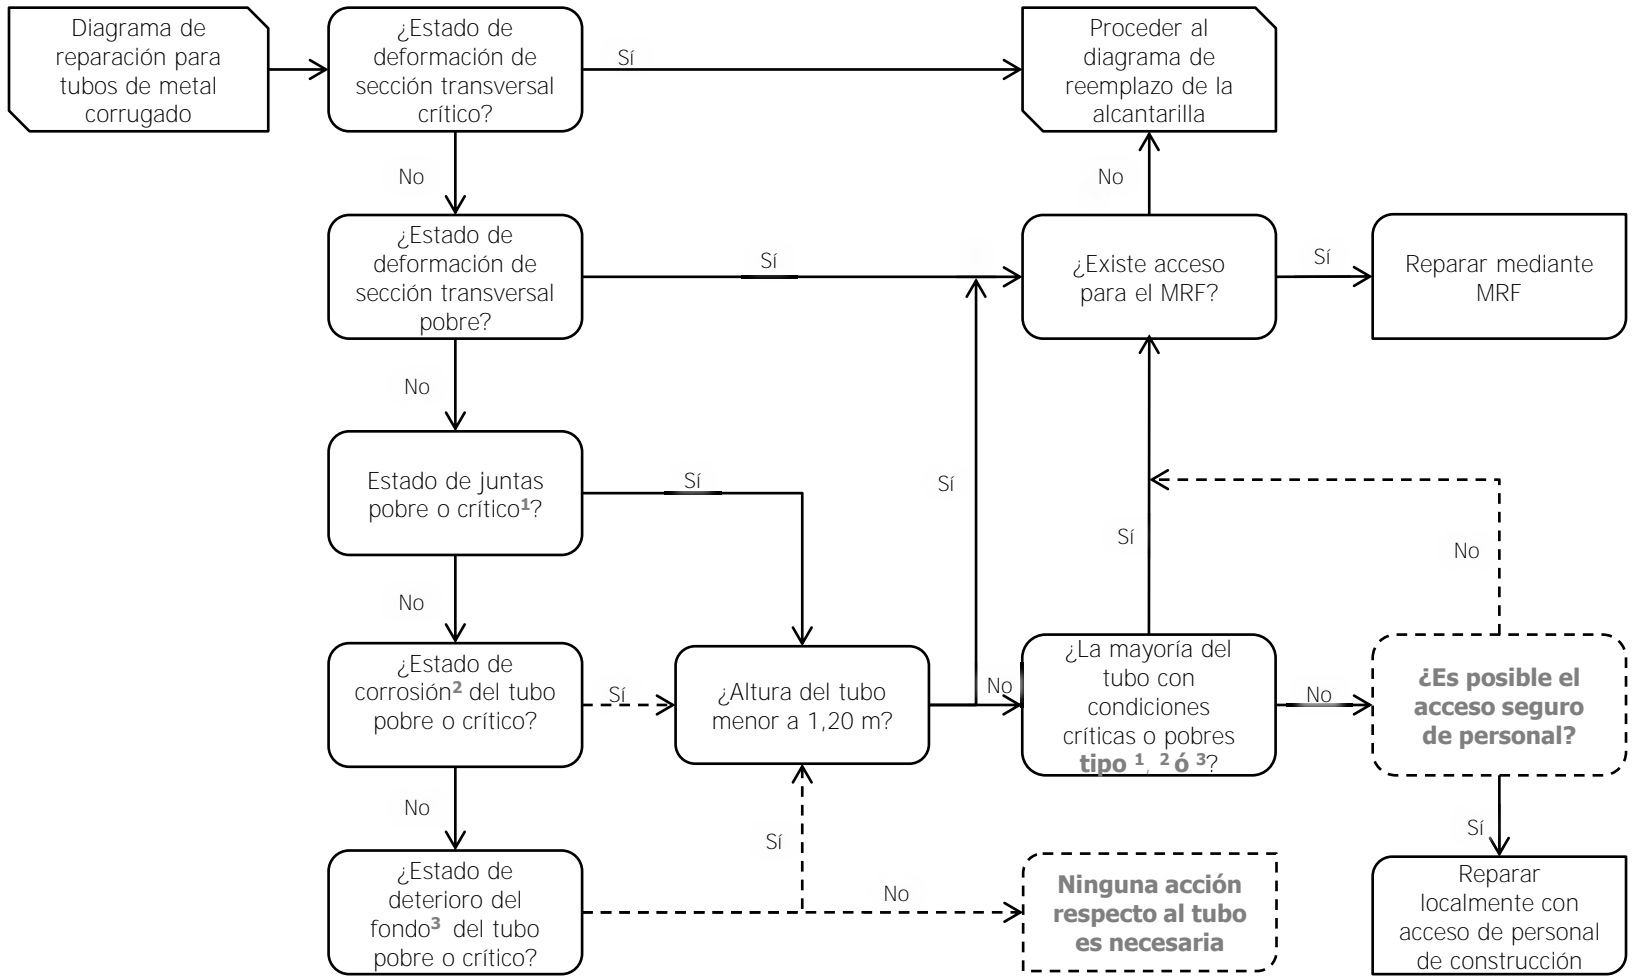 Diagrama de
reparación para
tubos de metal
corrugado
¿Estado de
deformación de
sección transversal
crítico?
Sí
Proceder al
diagrama de
reemplazo de la
alcantarilla
No
No
¿Estado de
deformación de
sección transversal
pobre?
Sí
¿Existe acceso
para el MRF?
Sí
Reparar mediante
MRF
No
Estado de juntas
pobre o crítico¹?
Sí
Sí
Sí
No
No
¿Estado de
corrosión² del tubo
pobre o crítico?
Sí
¿Altura del tubo
menor a 1,20 m?
No
¿La mayoría del
tubo con
condiciones
críticas o pobres
tipo ¹, ² ó ³?
No
¿Es posible el
acceso seguro
de personal?
No
Sí
Sí
¿Estado de
deterioro del
fondo³ del tubo
pobre o crítico?
No
Ninguna acción
respecto al tubo
es necesaria
Reparar
localmente con
acceso de personal
de construcción